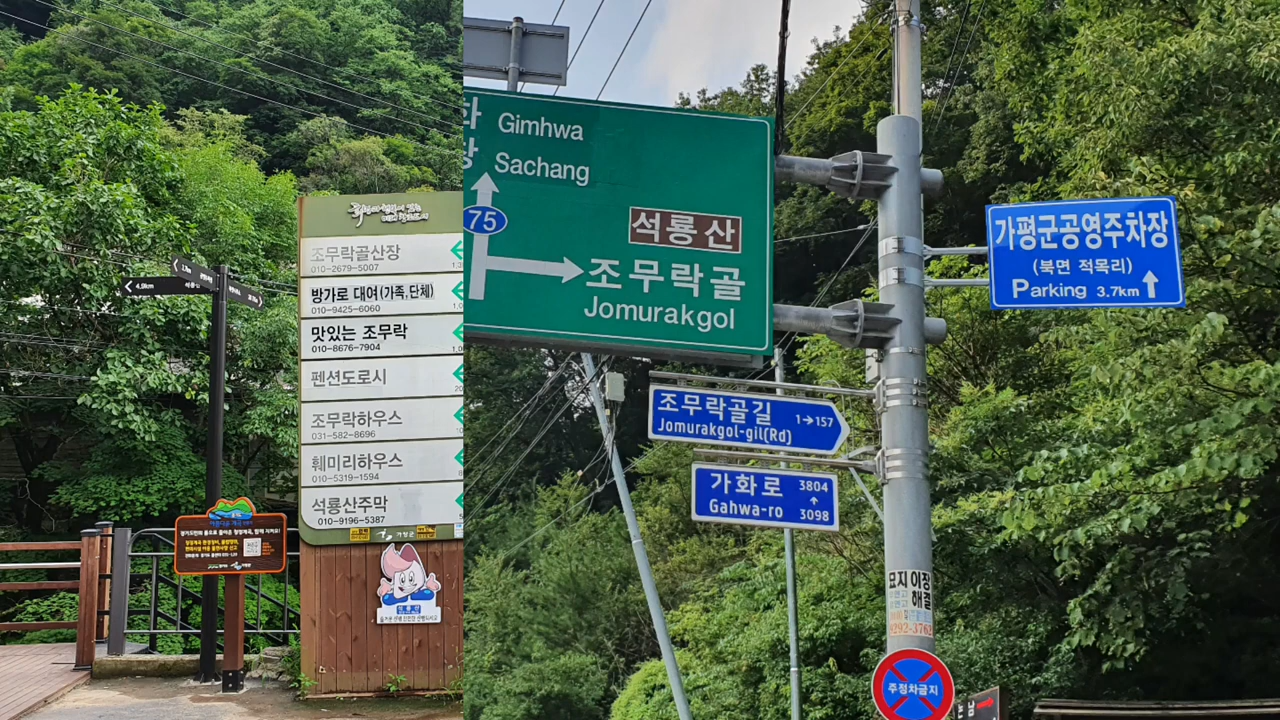 4.9km
조무락골산장
010-2679-5007
방가로 대여(가족,단체)
010-9425-6060
맛있는 조무락
010-8676-7904
펜션도로시
조무락하우스
031-582-8696
훼미리하우스
010-5319-1594
석룡산주막
010-9196-5387
Gimhwa
Sachang
75
석룡산
조무락골
Jomurakgol
가평군공영주차장
(북면 적목리)
Parking 3.7km
조무락골길 1→157
Jomurakgol-gil(Rd)
가화로 3804
Gahwa-ro 3098
묘지이장
해결
292-3762
주정차금지